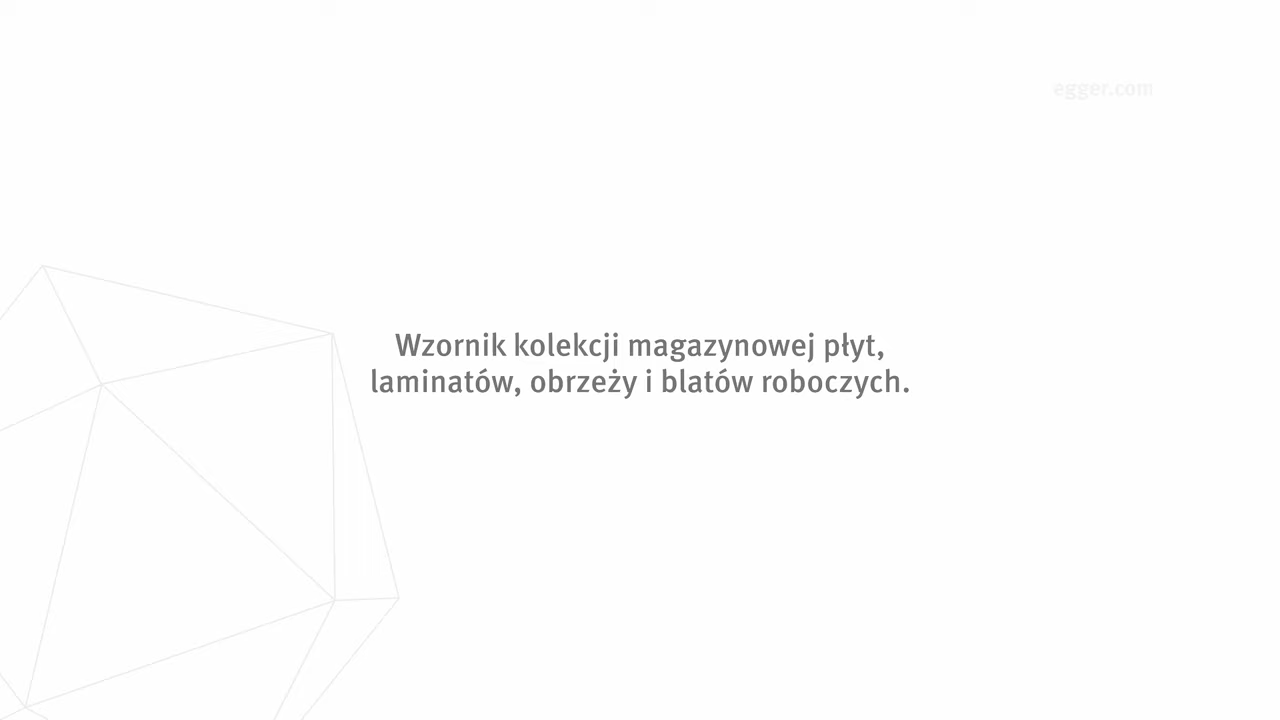 egger.com
Wzornik kolekcji magazynowej płyt,
laminatów, obrzeży i blatów roboczych.